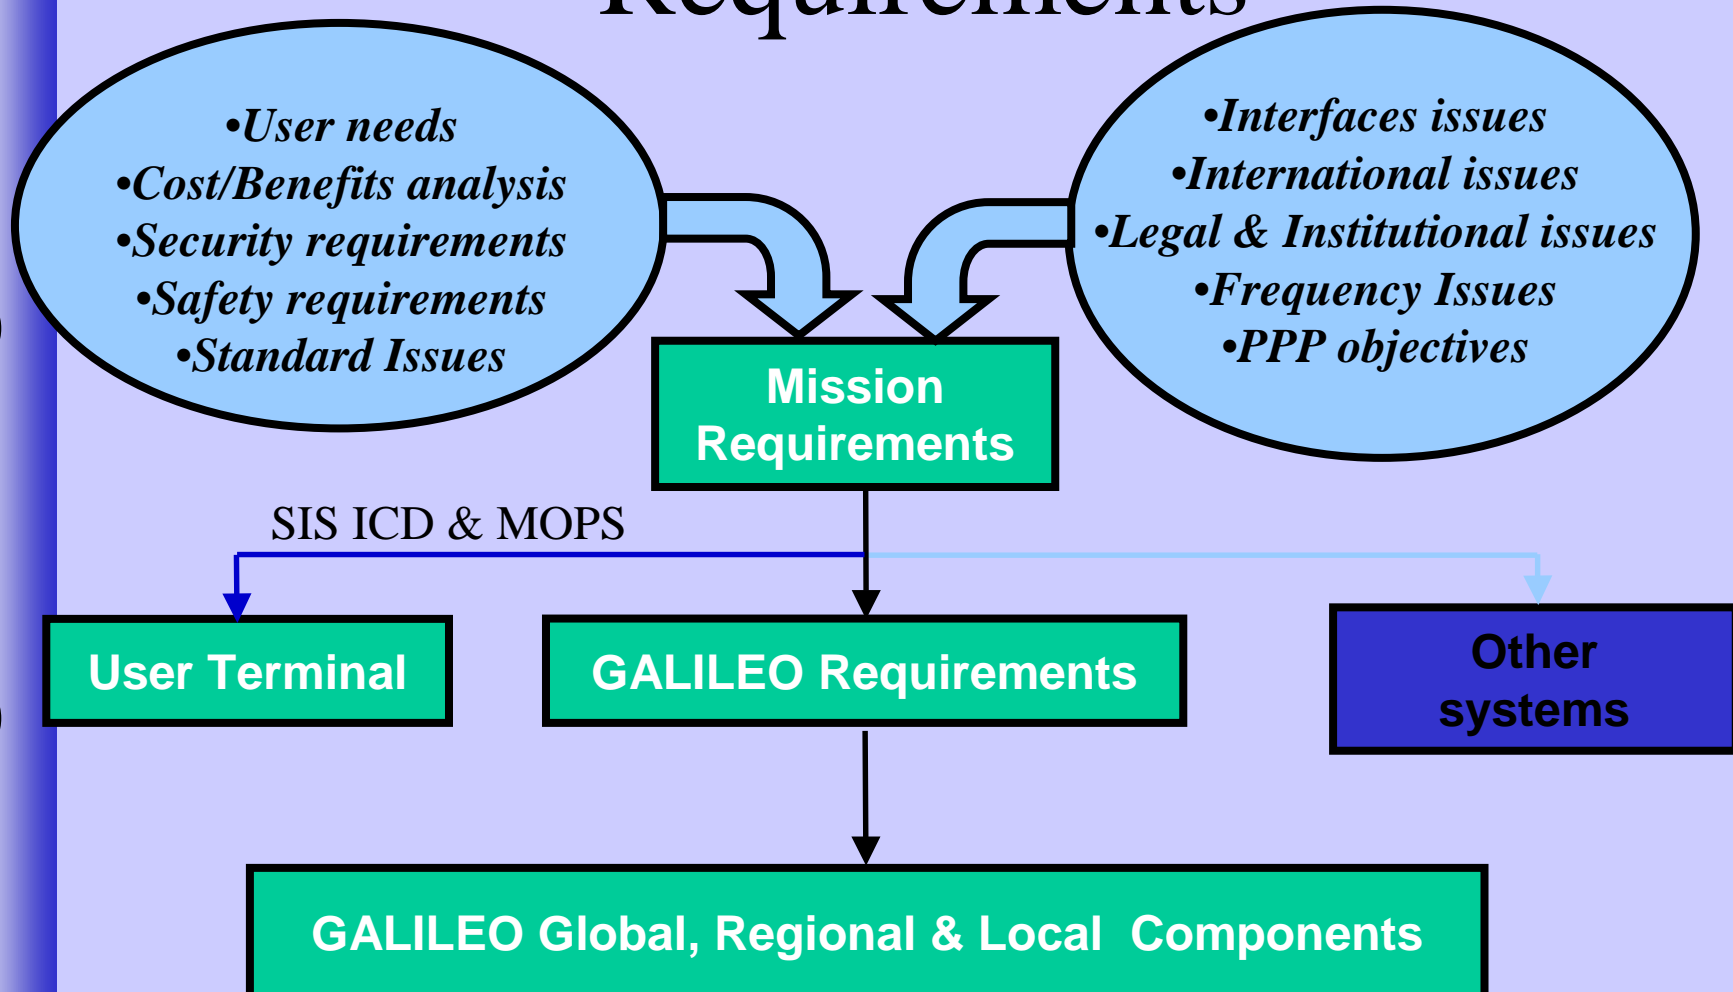 Requirements
•User needs
•Cost/Benefits analysis
•Security requirements
•Safety requirements
•Standard Issues
•Interfaces issues
•International issues
•Legal & Institutional issues
•Frequency Issues
•PPP objectives
Mission
Requirements
SIS ICD & MOPS
User Terminal
GALILEO Requirements
Other
systems
GALILEO Global, Regional & Local Components